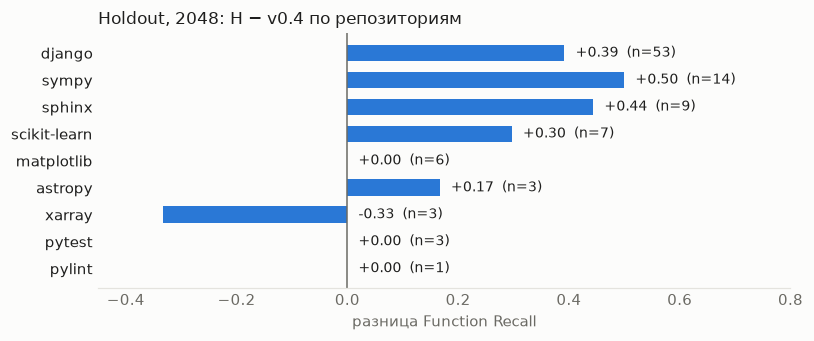 Holdout, 2048: H − v0.4 по репозиториям
django +0.39 (n=53)
sympy +0.50 (n=14)
sphinx +0.44 (n=9)
scikit-learn +0.30 (n=7)
matplotlib +0.00 (n=6)
astropy +0.17 (n=3)
xarray -0.33 (n=3)
pytest +0.00 (n=3)
pylint +0.00 (n=1)
−0.4 −0.2 0.0 0.2 0.4 0.6 0.8
разница Function Recall